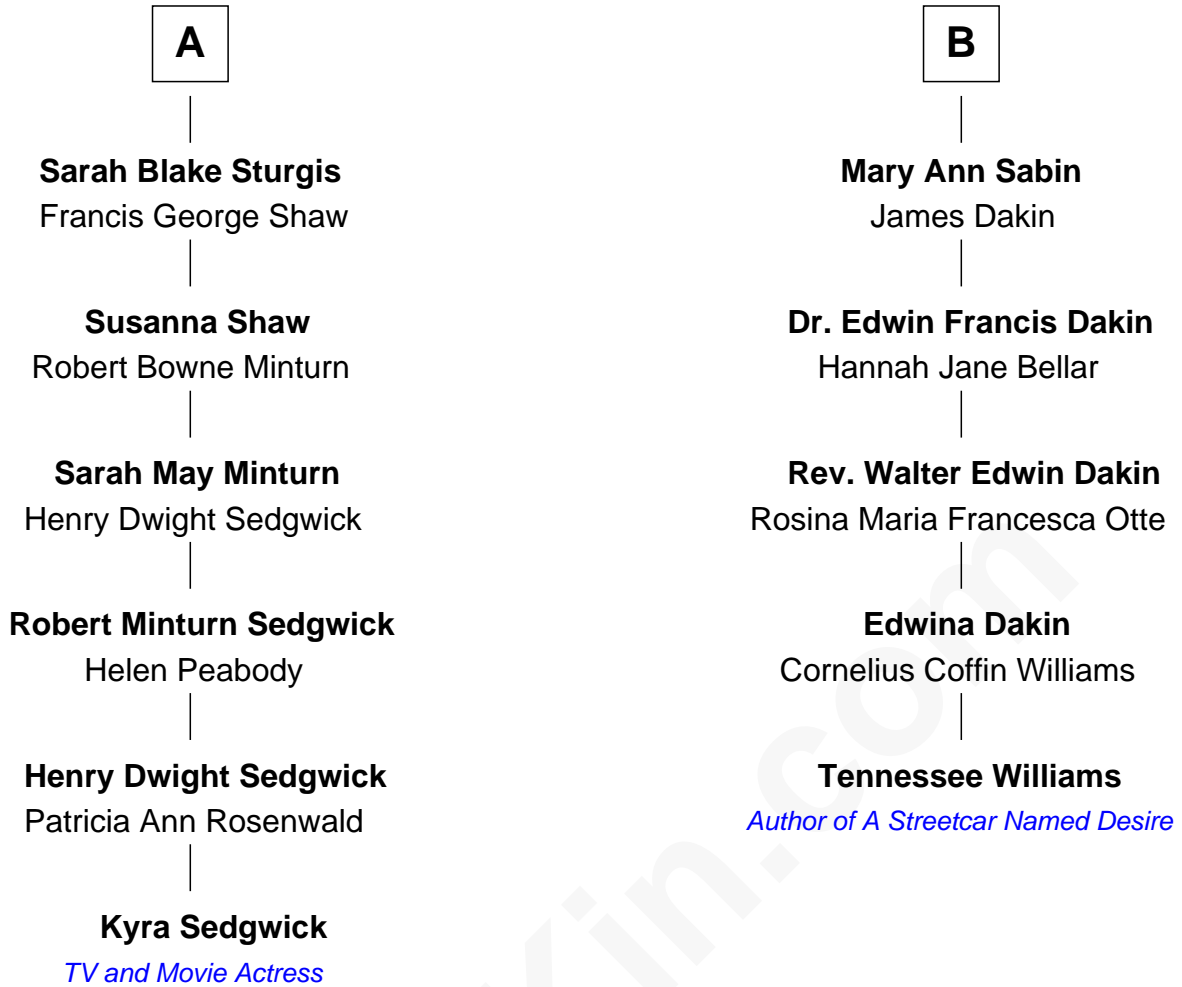 A
Sarah Blake Sturgis
Francis George Shaw
Susanna Shaw
Robert Bowne Minturn
Sarah May Minturn
Henry Dwight Sedgwick
Robert Minturn Sedgwick
Helen Peabody
Henry Dwight Sedgwick
Patricia Ann Rosenwald
Kyra Sedgwick
TV and Movie Actress
B
Mary Ann Sabin
James Dakin
Dr. Edwin Francis Dakin
Hannah Jane Bellar
Rev. Walter Edwin Dakin
Rosina Maria Francesca Otte
Edwina Dakin
Cornelius Coffin Williams
Tennessee Williams
Author of A Streetcar Named Desire
Kin.com